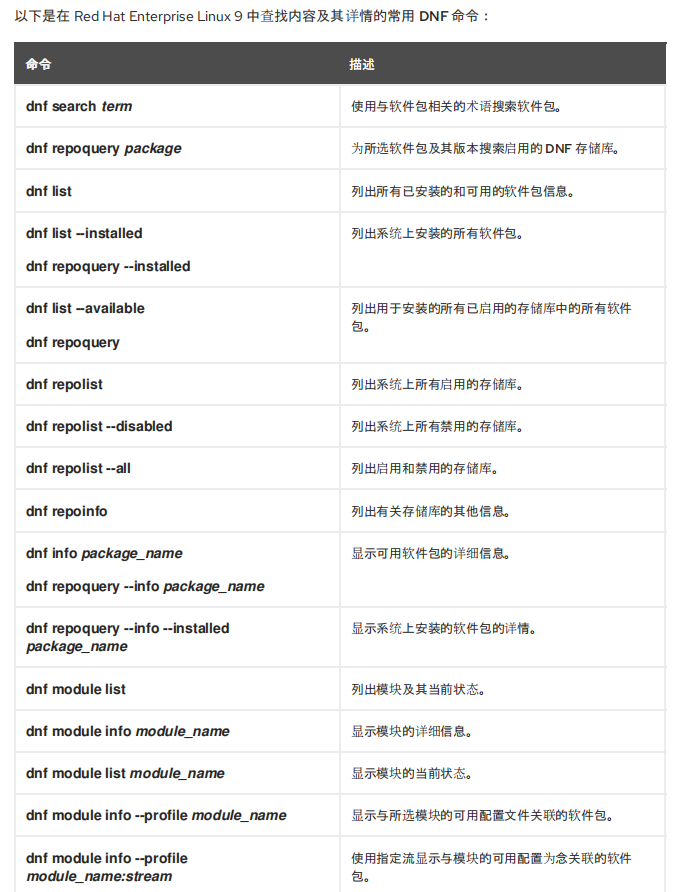 以下是在 Red Hat Enterprise Linux 9 中查找内容及其详情的常用 DNF 命令：
命令 描述
dnf search term 使用与软件包相关的术语搜索软件包。
dnf repoquery package 为所选软件包及其版本搜索启用的 DNF 存储库。
dnf list 列出所有已安装的和可用的软件包信息。
dnf list --installed 列出系统上安装的所有软件包。
dnf repoquery --installed
dnf list --available 列出用于安装的所有已启用的存储库中的所有软件
包。
dnf repoquery
dnf repolist 列出系统上所有启用的存储库。
dnf repolist --disabled 列出系统上所有禁用的存储库。
dnf repolist --all 列出启用和禁用的存储库。
dnf repoinfo 列出有关存储库的其他信息。
dnf info package_name 显示可用软件包的详细信息。
dnf repoquery --info package_name
dnf repoquery --info --installed 显示系统上安装的软件包的详情。
package_name
dnf module list 列出模块及其当前状态。
dnf module info module_name 显示模块的详细信息。
dnf module list module_name 显示模块的当前状态。
dnf module info --profile module_name 显示与所选模块的可用配置文件关联的软件包。
dnf module info --profile 使用指定流显示与模块的可用配置为念关联的软件
module_name:stream 包。